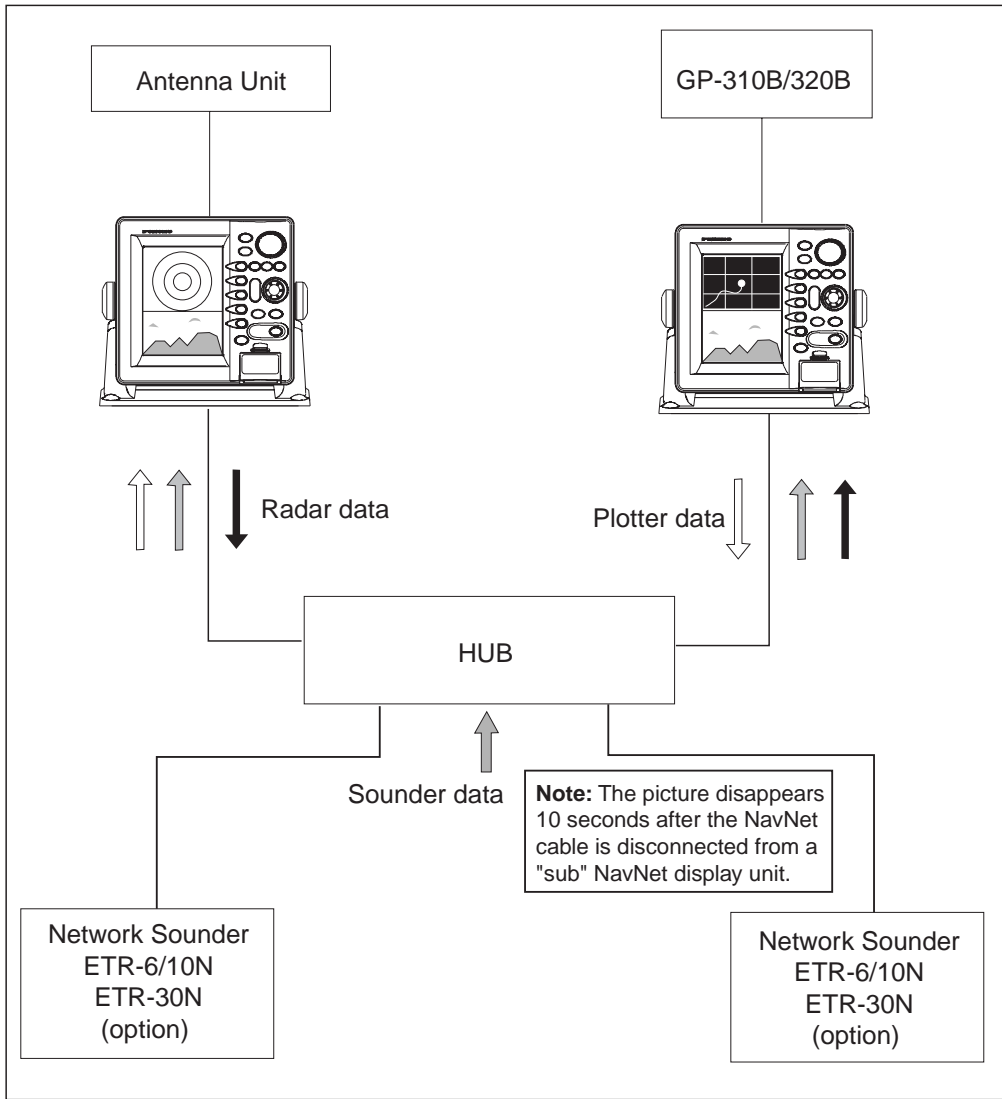 Antenna Unit
GP-310B/320B
Radar data
Plotter data
HUB
Sounder data
Note: The picture disappears
10 seconds after the NavNet
cable is disconnected from a
"sub" NavNet display unit.
Network Sounder
ETR-6/10N
ETR-30N
(option)
Network Sounder
ETR-6/10N
ETR-30N
(option)